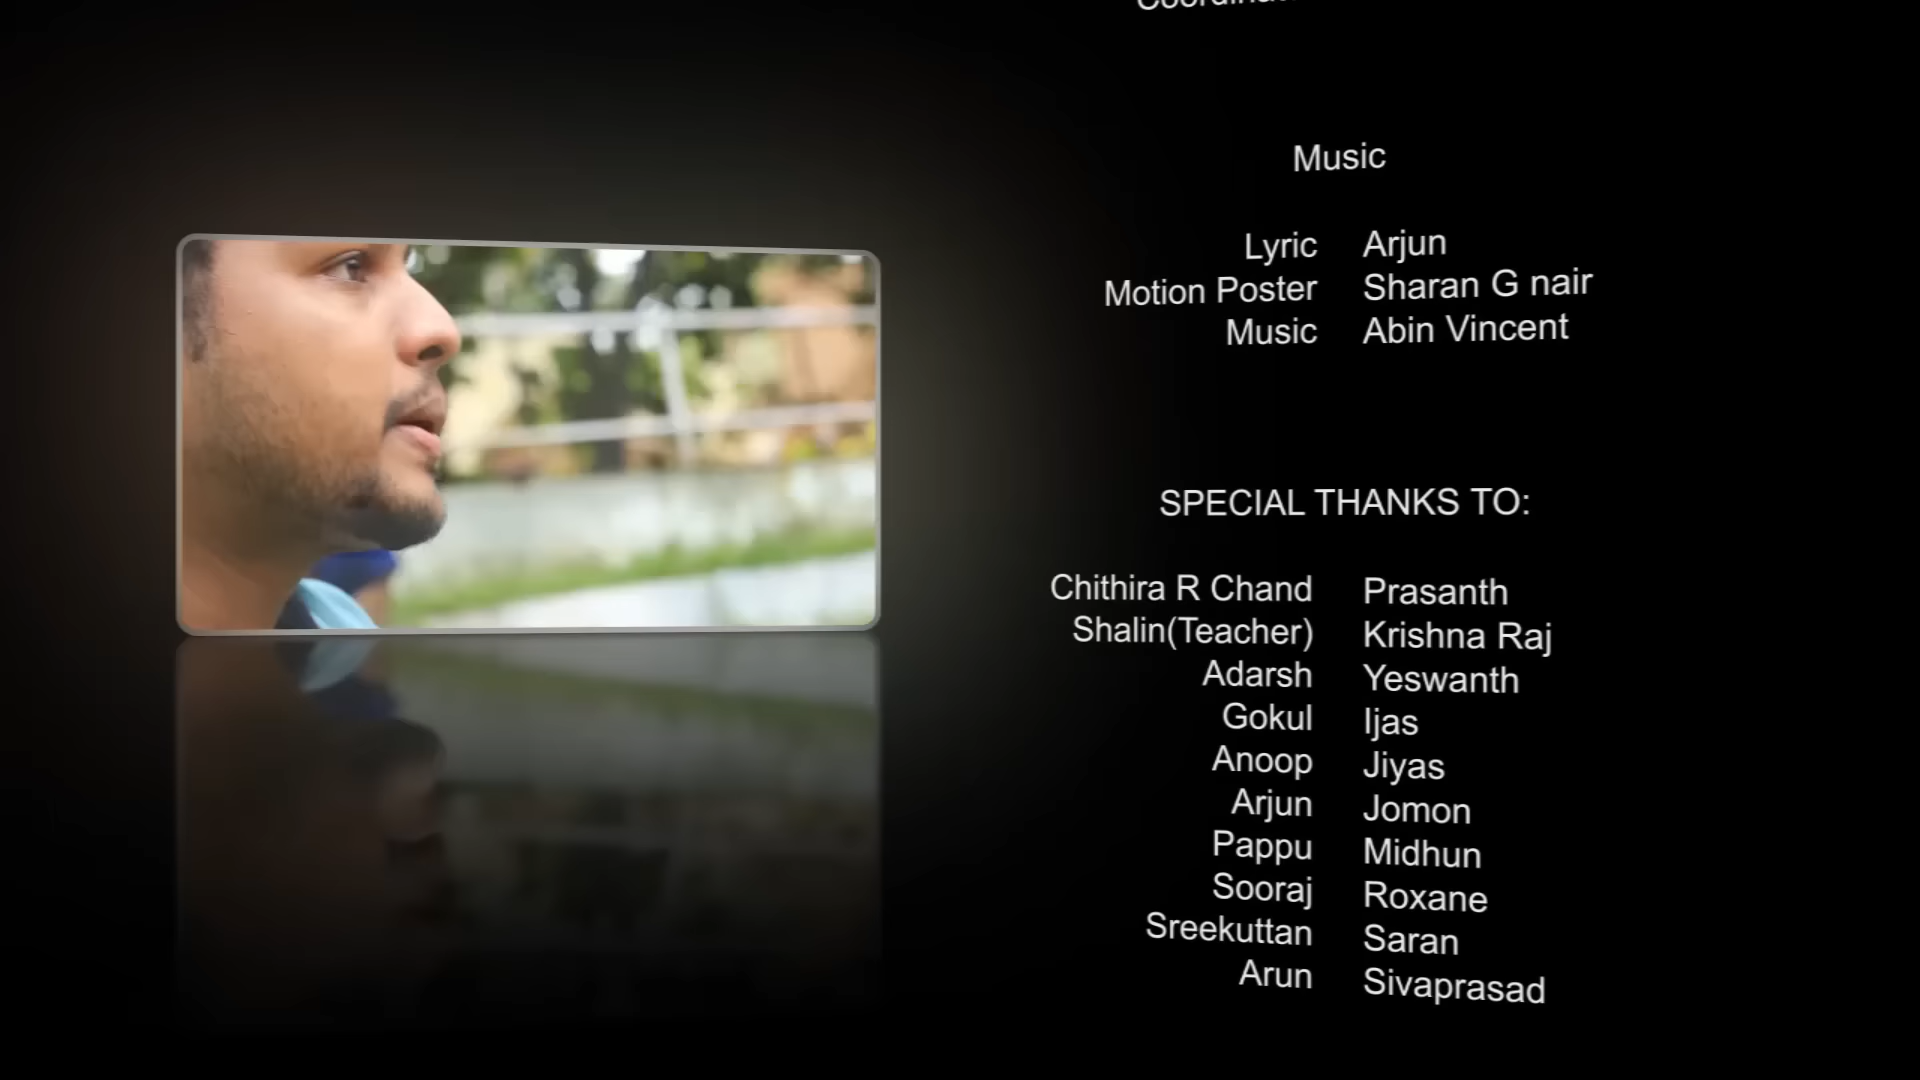 Music
Lyric Arjun
Motion Poster Sharan G nair
Music Abin Vincent
SPECIAL THANKS TO:
Chithira R Chand Prasanth
Shalin(Teacher) Krishna Raj
Adarsh Yeswanth
Gokul Ijas
Anoop Jiyas
Arjun Jomon
Pappu Midhun
Sooraj Roxane
Sreekuttan Saran
Arun Sivaprasad